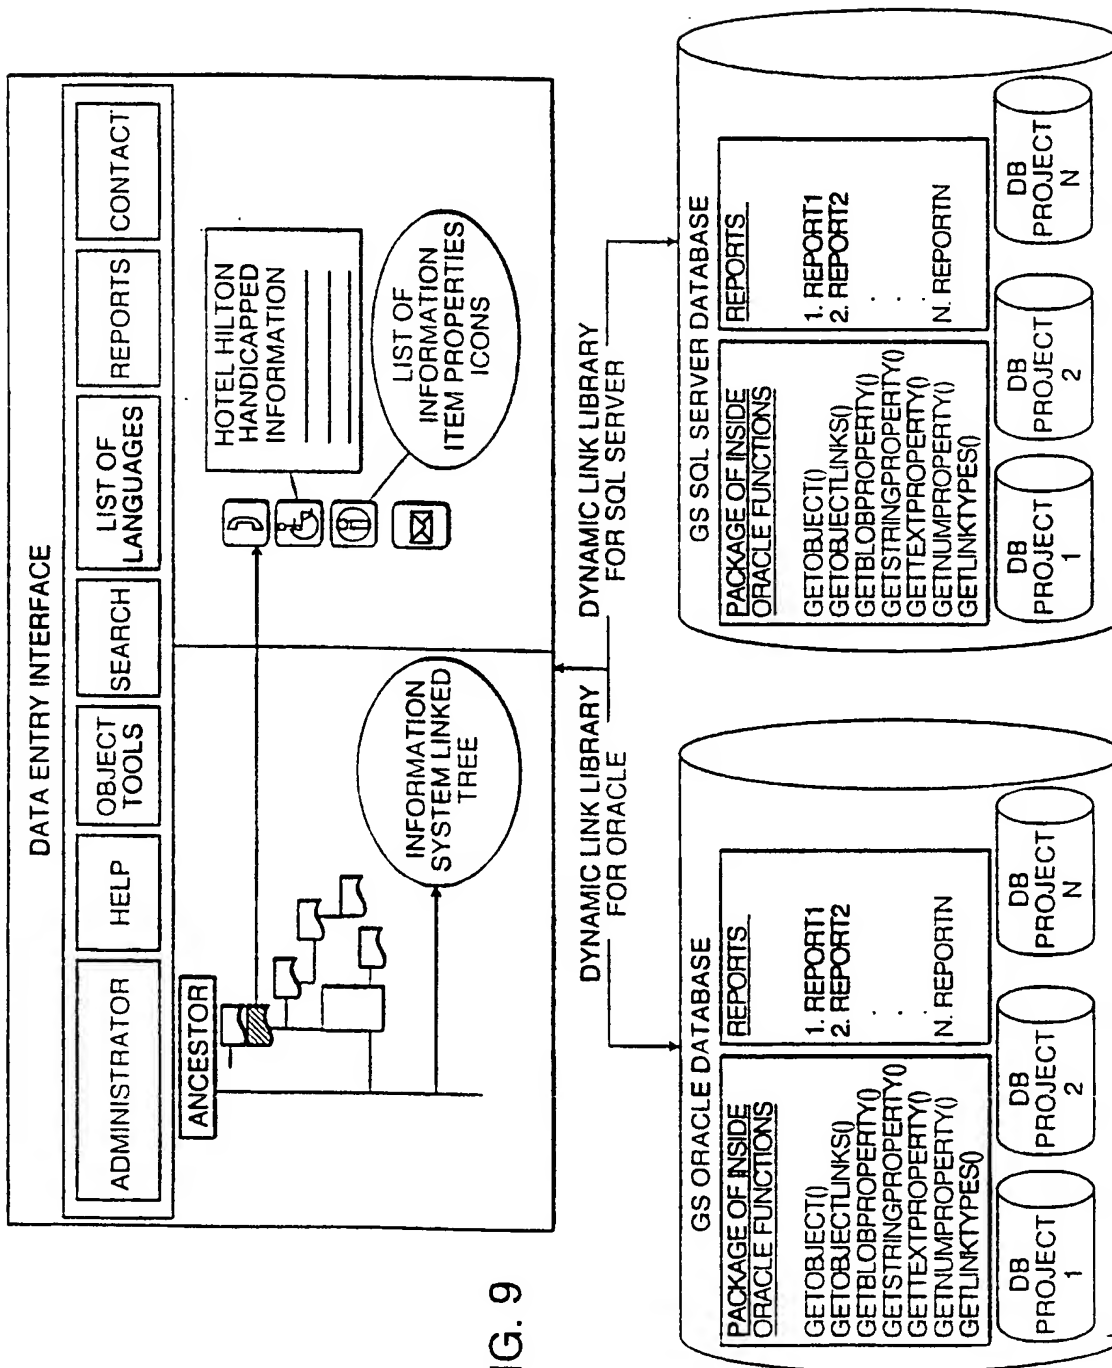 DATA ENTRY INTERFACE
ADMINISTRATOR
HELP
OBJECT
TOOLS
SEARCH
LIST OF
LANGUAGES
REPORTS
CONTACT
ANCESTOR
INFORMATION
SYSTEM LINKED
TREE
HOTEL HILTON
HANDICAPPED
INFORMATION
LIST OF
INFORMATION
ITEM PROPERTIES
ICONS
DYNAMIC LINK LIBRARY
FOR ORACLE
DYNAMIC LINK LIBRARY
FOR SQL SERVER
GS ORACLE DATABASE
PACKAGE OF INSIDE
ORACLE FUNCTIONS
GETOBJECT()
GETOBJECTLINKS()
GETBLOBPROPERTY()
GETSTRINGPROPERTY()
GETTEXTPROPERTY()
GETNUMPROPERTY()
GETLINKTYPES()
REPORTS
1. REPORT1
2. REPORT2
. . .
N. REPORTN
DB
PROJECT
1
DB
PROJECT
2
DB
PROJECT
N
GS SQL SERVER DATABASE
PACKAGE OF INSIDE
ORACLE FUNCTIONS
GETOBJECT()
GETOBJECTLINKS()
GETBLOBPROPERTY()
GETSTRINGPROPERTY()
GETTEXTPROPERTY()
GETNUMPROPERTY()
GETLINKTYPES()
REPORTS
1. REPORT1
2. REPORT2
. . .
N. REPORTN
DB
PROJECT
1
DB
PROJECT
2
DB
PROJECT
N
IG. 9